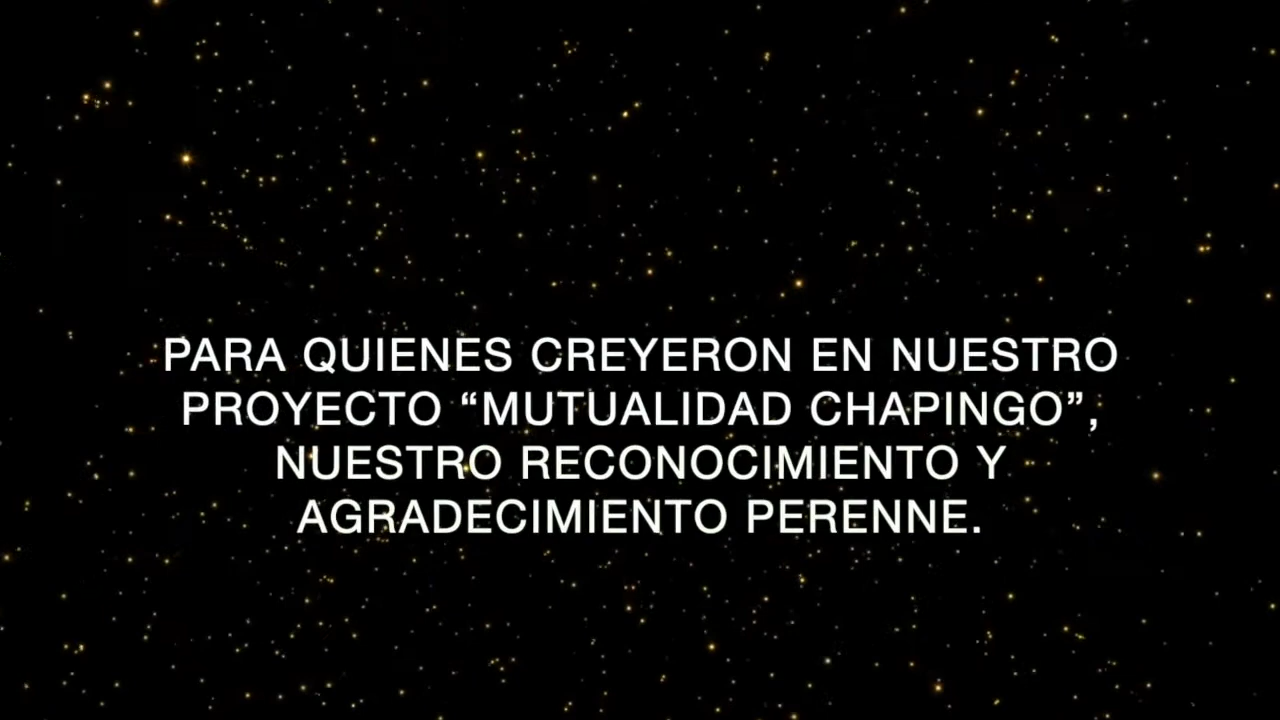 PARA QUIENES CREYERON EN NUESTRO
PROYECTO “MUTUALIDAD CHAPINGO”,
NUESTRO RECONOCIMIENTO Y
AGRADECIMIENTO PERENNE.